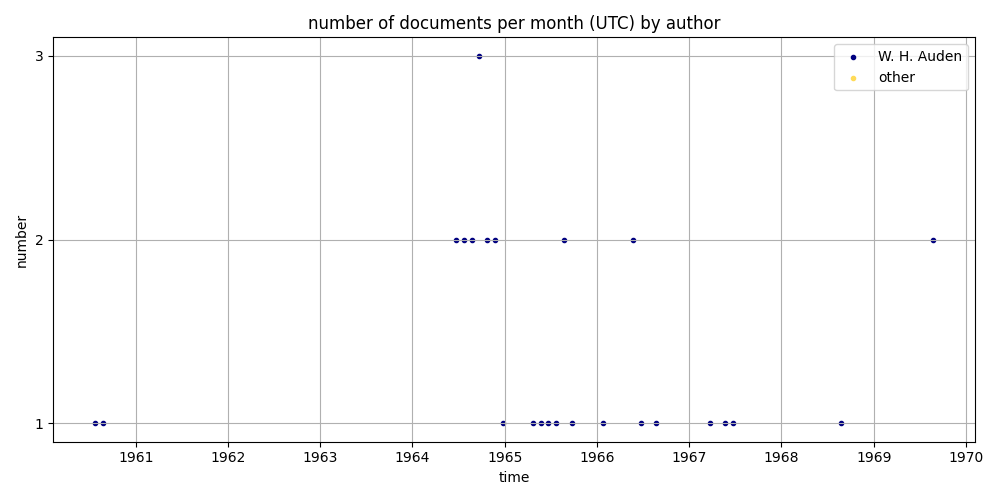 number of documents per month (UTC) by author
W. H. Auden
other
3
2
1
number
1961 1962 1963 1964 1965 1966 1967 1968 1969 1970
time